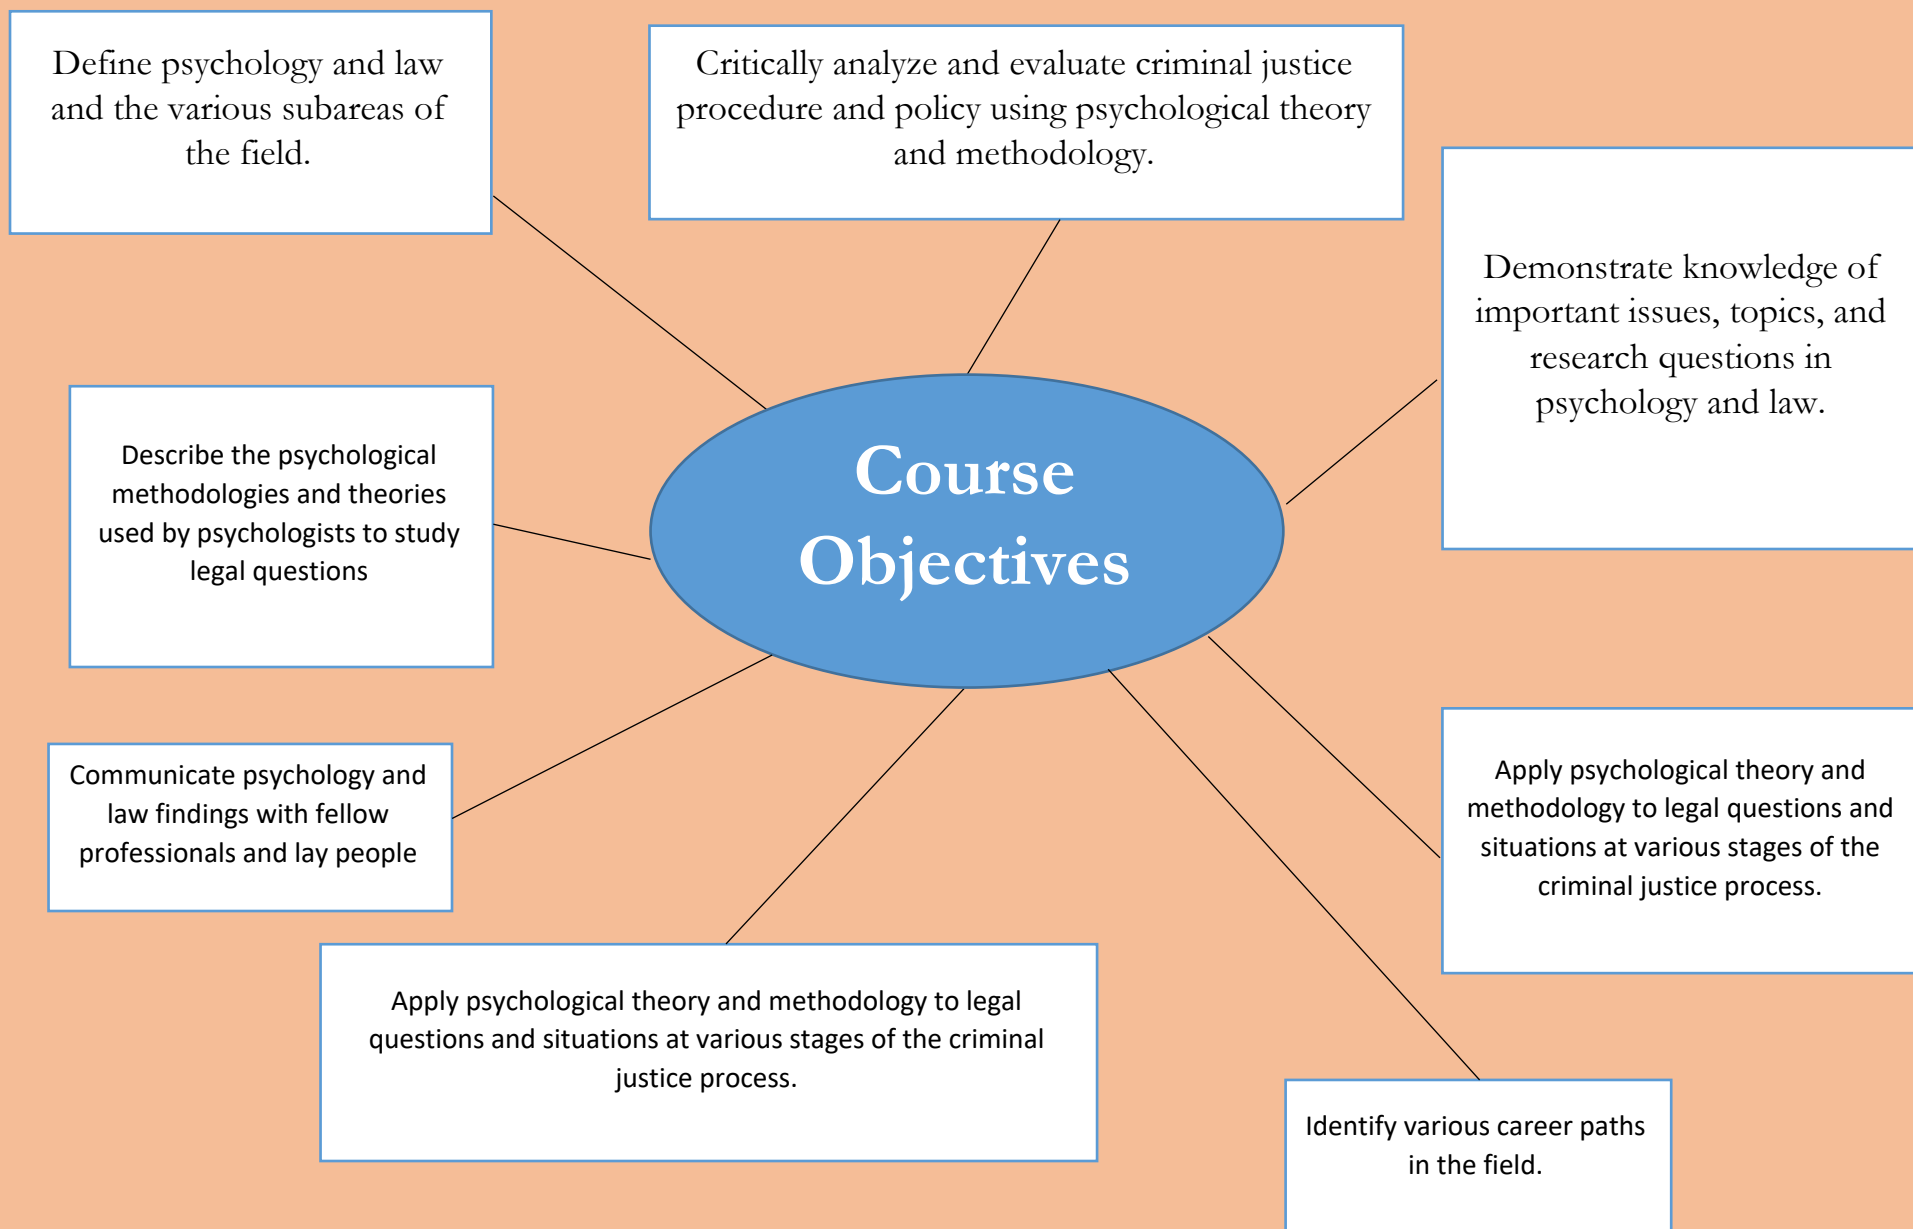 Define psychology and law
and the various subareas of
the field.
Critically analyze and evaluate criminal justice
procedure and policy using psychological theory
and methodology.
Demonstrate knowledge of
important issues, topics, and
research questions in
psychology and law.
Course
Objectives
Describe the psychological
methodologies and theories
used by psychologists to study
legal questions
Communicate psychology and
law findings with fellow
professionals and lay people
Apply psychological theory and
methodology to legal questions and
situations at various stages of the
criminal justice process.
Apply psychological theory and methodology to legal
questions and situations at various stages of the criminal
justice process.
Identify various career paths
in the field.